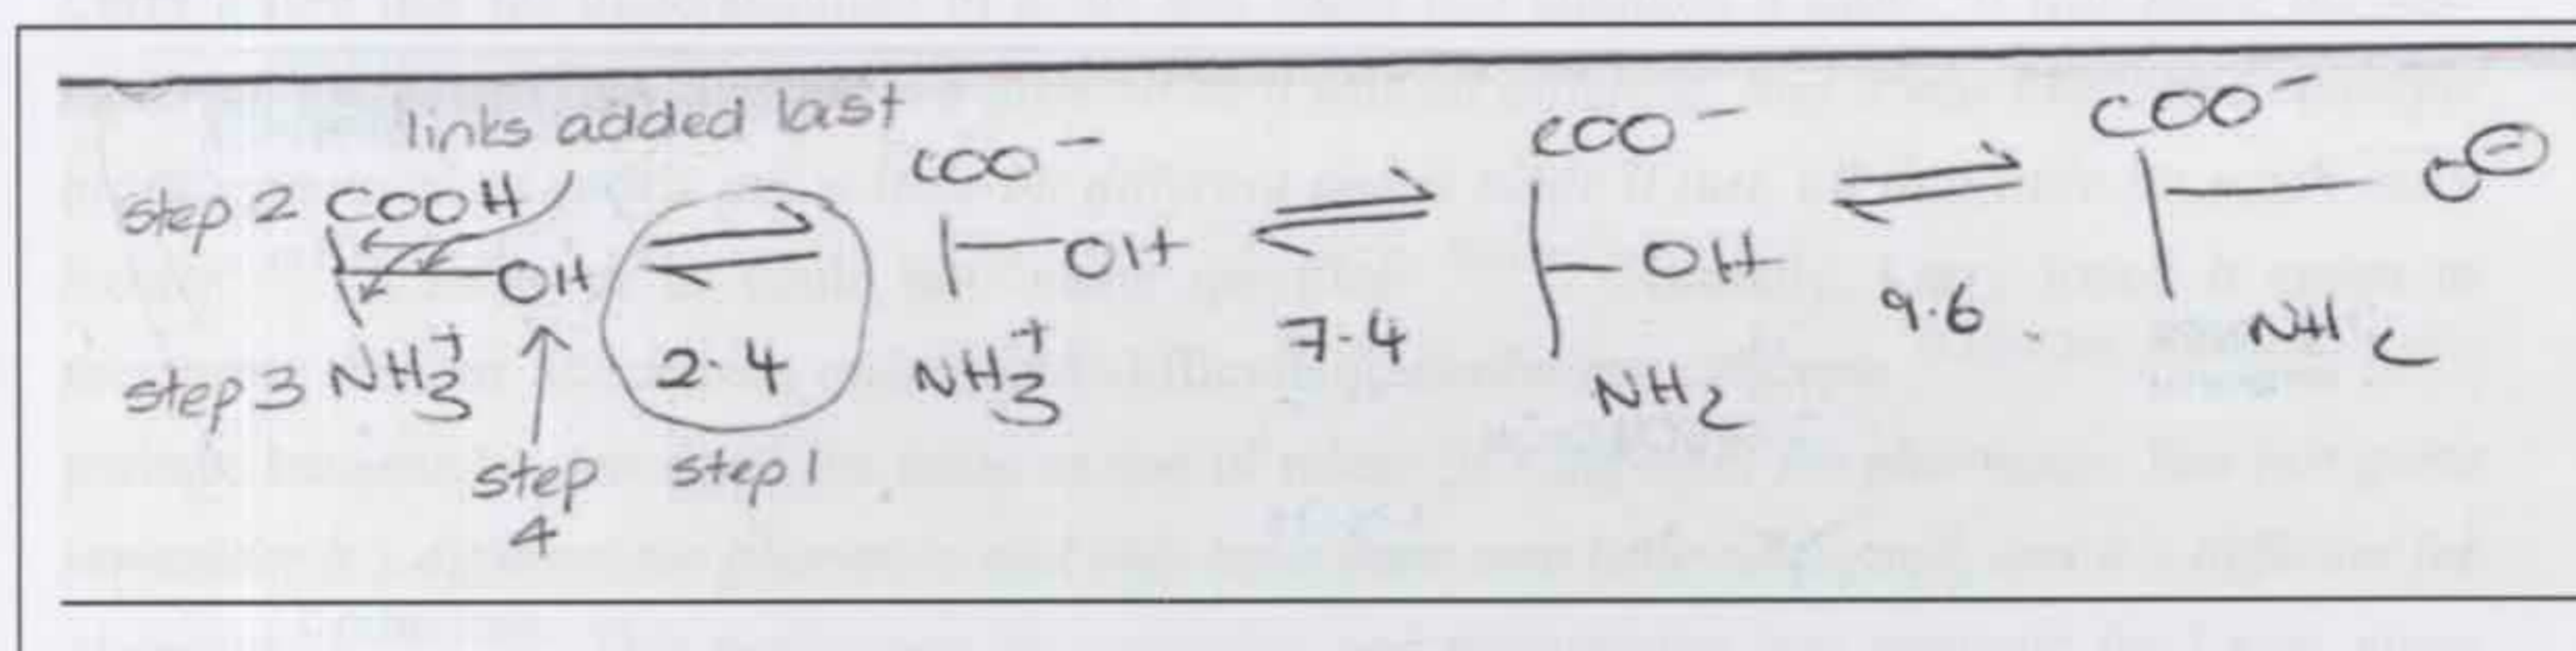 links added last
step 2 COOH
OH
step 3 NH3+
step 4
2.4
step 1
COO-
OH
NH3+
7.4
COO-
OH
NH2
9.6
COO-
O-
NH2